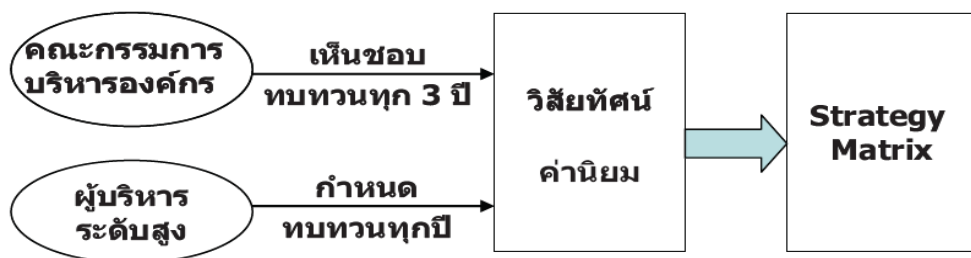 คณะกรรมการ
บริหารองค์กร
เห็นชอบ
ทบทวนทุก 3 ปี
ผู้บริหาร
ระดับสูง
กำหนด
ทบทวนทุกปี
วิสัยทัศน์
ค่านิยม
Strategy
Matrix